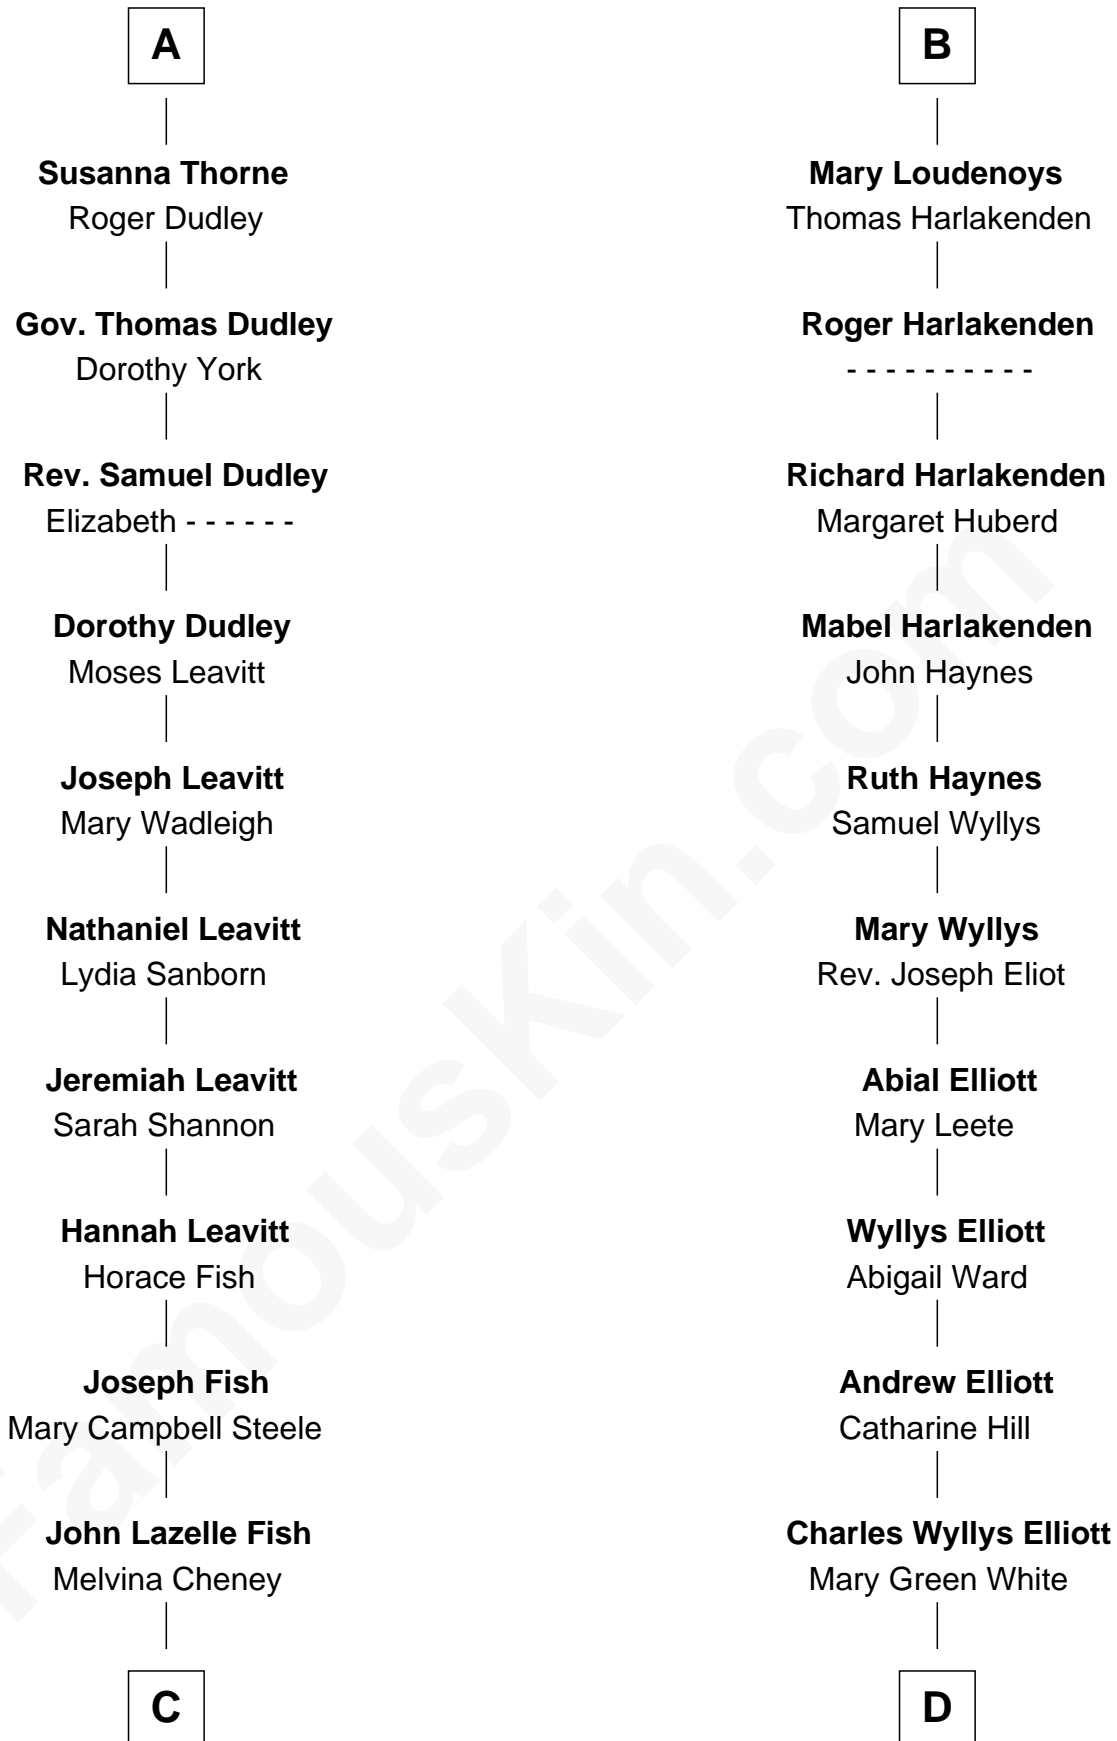 A
Susanna Thorne
Roger Dudley
Gov. Thomas Dudley
Dorothy York
Rev. Samuel Dudley
Elizabeth - - - - - -
Dorothy Dudley
Moses Leavitt
Joseph Leavitt
Mary Wadleigh
Nathaniel Leavitt
Lydia Sanborn
Jeremiah Leavitt
Sarah Shannon
Hannah Leavitt
Horace Fish
Joseph Fish
Mary Campbell Steele
John Lazelle Fish
Melvina Cheney
C
B
Mary Loudenoys
Thomas Harlakenden
Roger Harlakenden
- - - - - - - - - -
Richard Harlakenden
Margaret Huberd
Mabel Harlakenden
John Haynes
Ruth Haynes
Samuel Wyllys
Mary Wyllys
Rev. Joseph Eliot
Abial Elliott
Mary Leete
Wyllys Elliott
Abigail Ward
Andrew Elliott
Catharine Hill
Charles Wyllys Elliott
Mary Green White
D
FamousKin.com